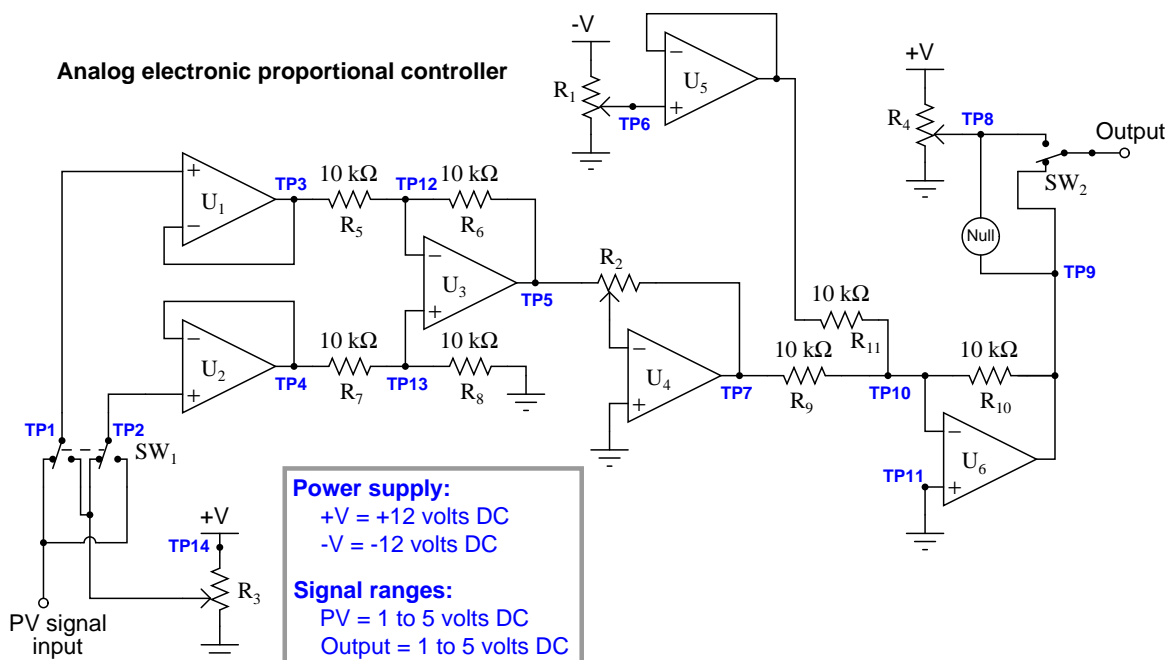 Analog electronic proportional controller
-V
R1
TP6
U5
+V
R4
TP8
Output
SW2
Null
TP9
U1
TP3
10 kΩ
R5
TP12
10 kΩ
R6
U3
TP5
R2
U2
TP4
10 kΩ
R7
TP13
10 kΩ
R8
U4
TP7
10 kΩ
R11
10 kΩ
R9
TP10
10 kΩ
R10
U6
TP11
TP1
TP2
SW1
+V
TP14
R3
PV signal
input
Power supply:
+V = +12 volts DC
-V = -12 volts DC
Signal ranges:
PV = 1 to 5 volts DC
Output = 1 to 5 volts DC